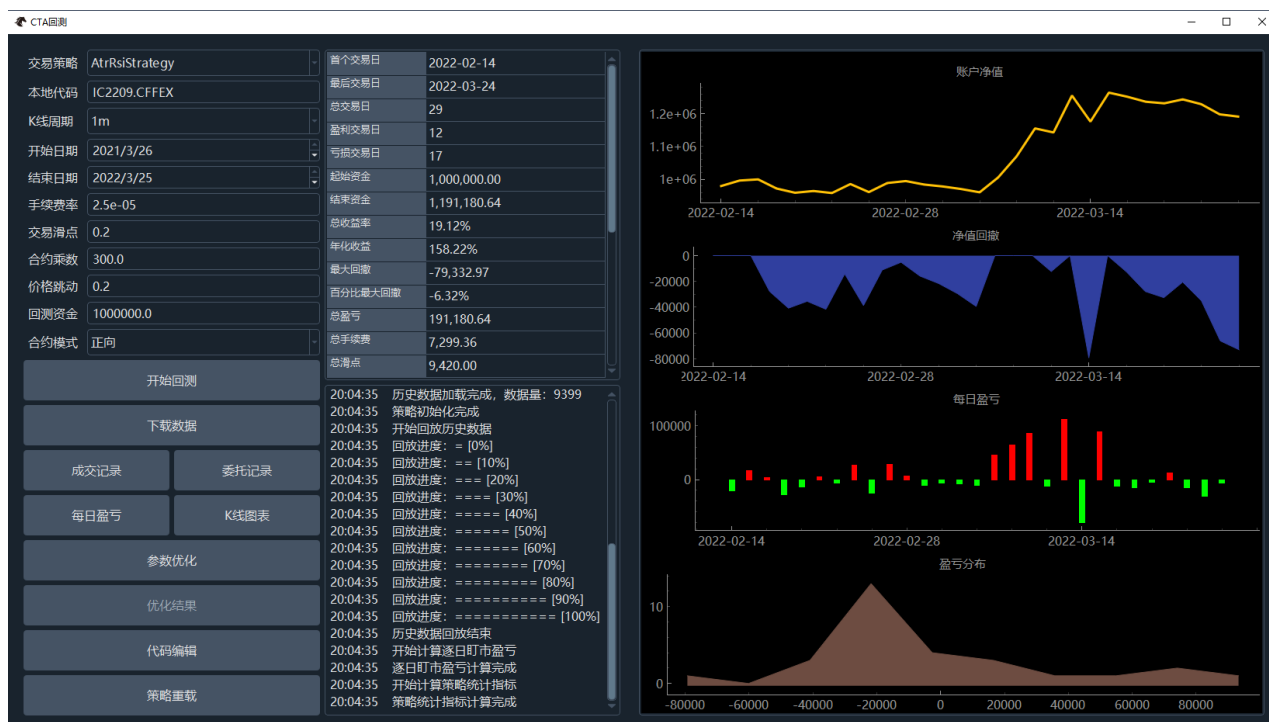 CTA回测
交易策略 AtrRsiStrategy
本地代码 IC2209.CFFEX
K线周期 1m
开始日期 2021/3/26
结束日期 2022/3/25
手续费率 2.5e-05
交易滑点 0.2
合约乘数 300.0
价格跳动 0.2
回测资金 1000000.0
合约模式 正向
开始回测
下载数据
成交记录 委托记录
每日盈亏 K线图表
参数优化
优化结果
代码编辑
策略重载
首个交易日 2022-02-14
最后交易日 2022-03-24
总交易日 29
盈利交易日 12
亏损交易日 17
起始资金 1,000,000.00
结束资金 1,191,180.64
总收益率 19.12%
年化收益 158.22%
最大回撤 -79,332.97
百分比最大回撤 -6.32%
总盈亏 191,180.64
总手续费 7,299.36
总滑点 9,420.00
20:04:35 历史数据加载完成，数据量：9399
20:04:35 策略初始化完成
20:04:35 开始回放历史数据
20:04:35 回放进度：= [0%]
20:04:35 回放进度：== [10%]
20:04:35 回放进度：=== [20%]
20:04:35 回放进度：==== [30%]
20:04:35 回放进度：===== [40%]
20:04:35 回放进度：====== [50%]
20:04:35 回放进度：======= [60%]
20:04:35 回放进度：======== [70%]
20:04:35 回放进度：========= [80%]
20:04:35 回放进度：========== [90%]
20:04:35 回放进度：=========== [100%]
20:04:35 历史数据回放结束
20:04:35 开始计算逐日盯市盈亏
20:04:35 逐日盯市盈亏计算完成
20:04:35 开始计算策略统计指标
20:04:35 策略统计指标计算完成
账户净值
1.2e+06
1.1e+06
1e+06
2022-02-14 2022-02-28 2022-03-14
净值回撤
0
-20000
-40000
-60000
-80000
2022-02-14 2022-02-28 2022-03-14
每日盈亏
100000
0
2022-02-14 2022-02-28 2022-03-14
盈亏分布
10
0
-80000 -60000 -40000 -20000 0 20000 40000 60000 80000